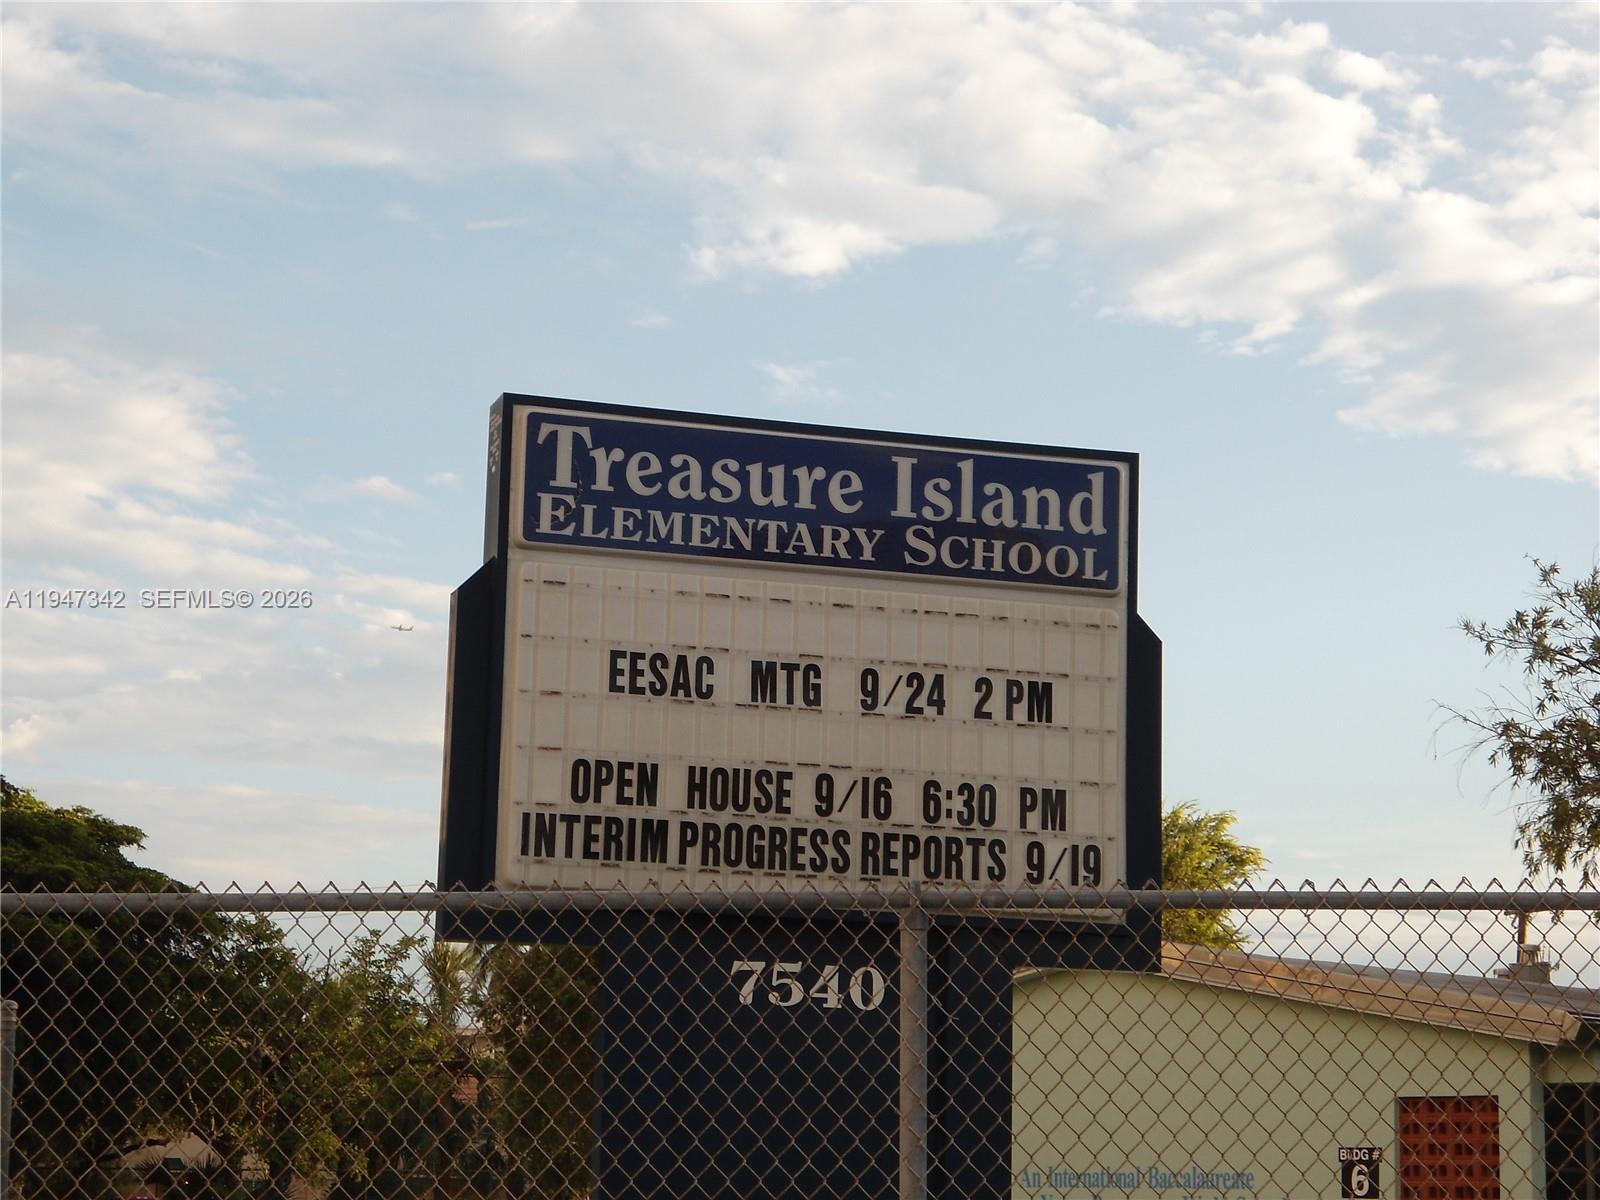 Treasure Island
ELEMENTARY SCHOOL
A11947342 SEFMLS© 2026
EESAC MTG 9/24 2 PM
OPEN HOUSE 9/16 6:30 PM
INTERIM PROGRESS REPORTS 9/19
7540
BLDG #
6
An International Baccalaureate